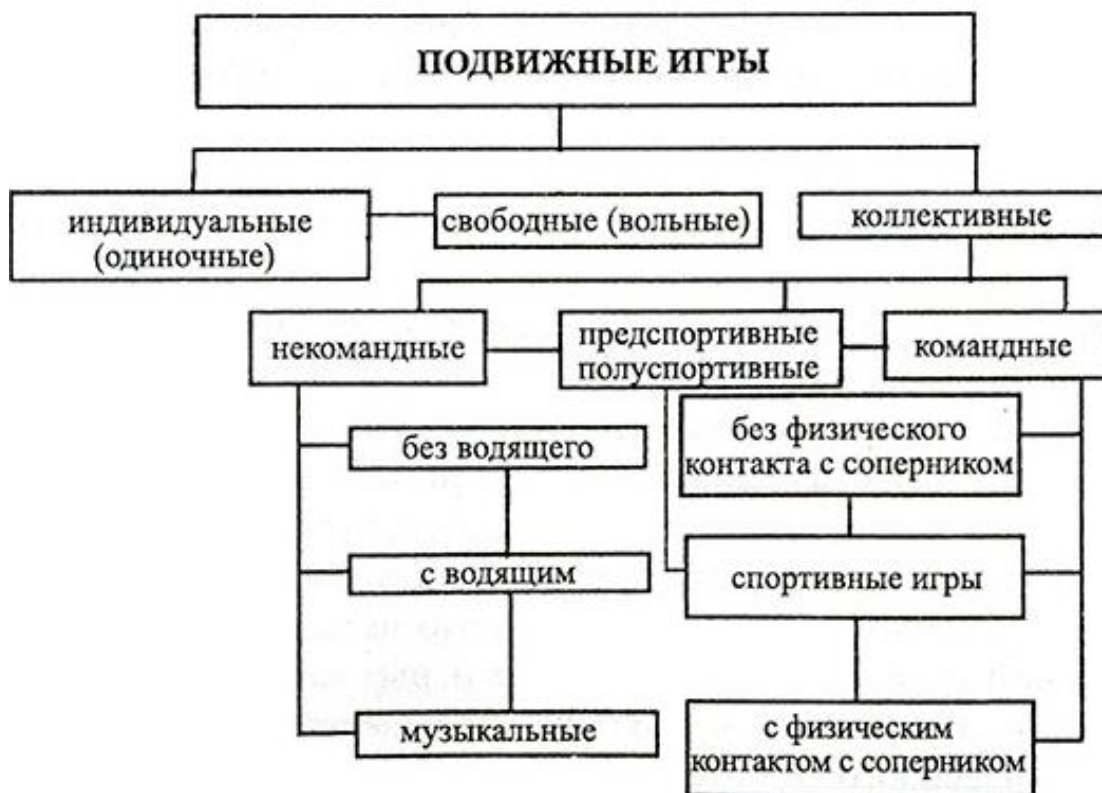 ПОДВИЖНЫЕ ИГРЫ
индивидуальные
(одиночные)
свободные (вольные)
коллективные
некомандные
предспортивные
полуспортивные
командные
без водящего
без физического
контакта с соперником
с водящим
спортивные игры
музыкальные
с физическим
контактом с соперником